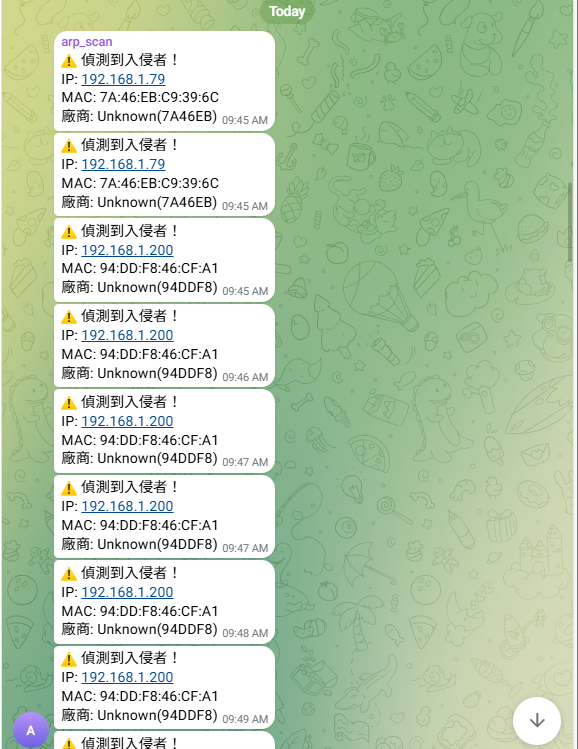 Today
arp_scan
⚠️ 偵測到入侵者！
IP: 192.168.1.79
MAC: 7A:46:EB:C9:39:6C
廠商: Unknown(7A46EB) 09:45 AM
⚠️ 偵測到入侵者！
IP: 192.168.1.79
MAC: 7A:46:EB:C9:39:6C
廠商: Unknown(7A46EB) 09:45 AM
⚠️ 偵測到入侵者！
IP: 192.168.1.200
MAC: 94:DD:F8:46:CF:A1
廠商: Unknown(94DDF8) 09:45 AM
⚠️ 偵測到入侵者！
IP: 192.168.1.200
MAC: 94:DD:F8:46:CF:A1
廠商: Unknown(94DDF8) 09:46 AM
⚠️ 偵測到入侵者！
IP: 192.168.1.200
MAC: 94:DD:F8:46:CF:A1
廠商: Unknown(94DDF8) 09:47 AM
⚠️ 偵測到入侵者！
IP: 192.168.1.200
MAC: 94:DD:F8:46:CF:A1
廠商: Unknown(94DDF8) 09:47 AM
⚠️ 偵測到入侵者！
IP: 192.168.1.200
MAC: 94:DD:F8:46:CF:A1
廠商: Unknown(94DDF8) 09:48 AM
⚠️ 偵測到入侵者！
IP: 192.168.1.200
MAC: 94:DD:F8:46:CF:A1
廠商: Unknown(94DDF8) 09:49 AM
A
⚠️ 偵測到入侵者！